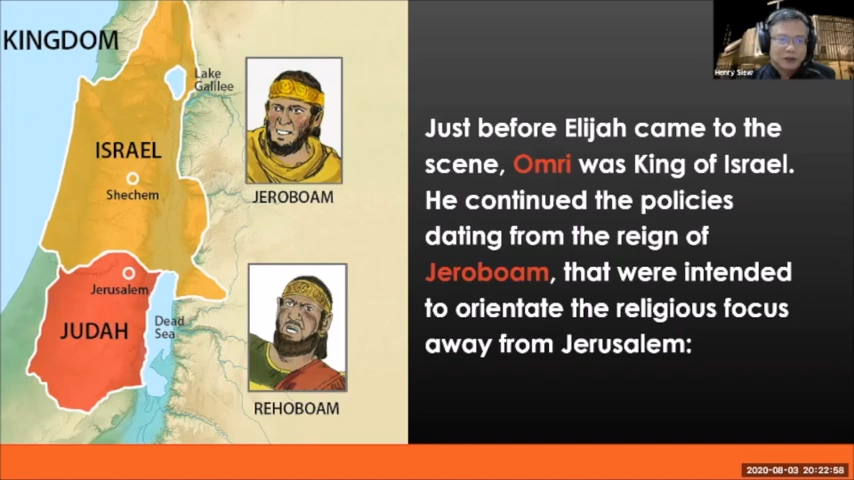 KINGDOM
Lake
Galilee
ISRAEL
Shechem
JEROBOAM
Jerusalem
JUDAH
Dead
Sea
REHOBOAM
Just before Elijah came to the
scene, Omri was King of Israel.
He continued the policies
dating from the reign of
Jeroboam, that were intended
to orientate the religious focus
away from Jerusalem:
Henry Siew
2020-08-03 20:22:58